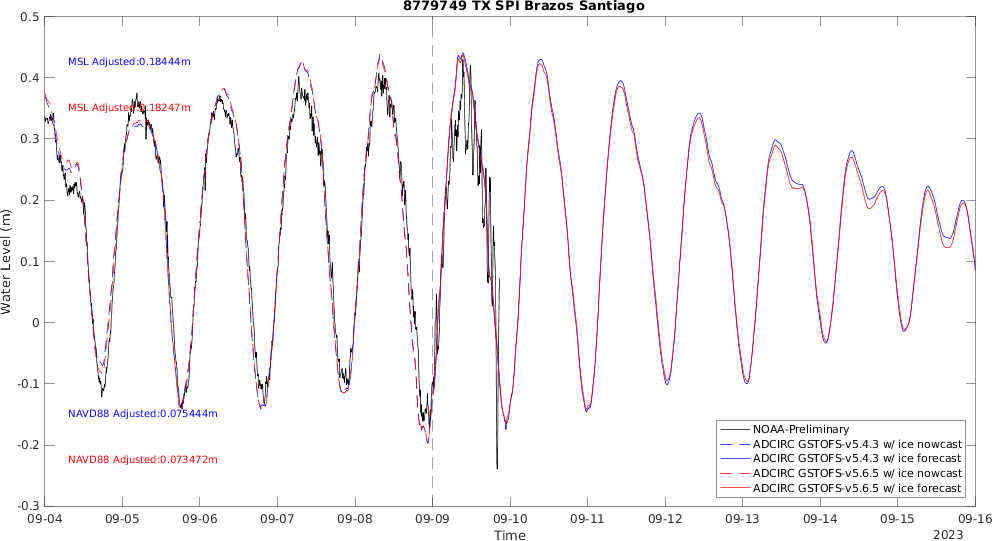 8779749 TX SPI Brazos Santiago
0.5
0.4
0.3
0.2
0.1
0
-0.1
-0.2
-0.3
Water Level (m)
MSL Adjusted:0.18444m
MSL Adjusted:0.18247m
NAVD88 Adjusted:0.075444m
NAVD88 Adjusted:0.073472m
NOAA-Preliminary
ADCIRC GSTOFS-v5.4.3 w/ ice nowcast
ADCIRC GSTOFS-v5.4.3 w/ ice forecast
ADCIRC GSTOFS-v5.6.5 w/ ice nowcast
ADCIRC GSTOFS-v5.6.5 w/ ice forecast
09-04 09-05 09-06 09-07 09-08 09-09 09-10 09-11 09-12 09-13 09-14 09-15 09-16
Time
2023